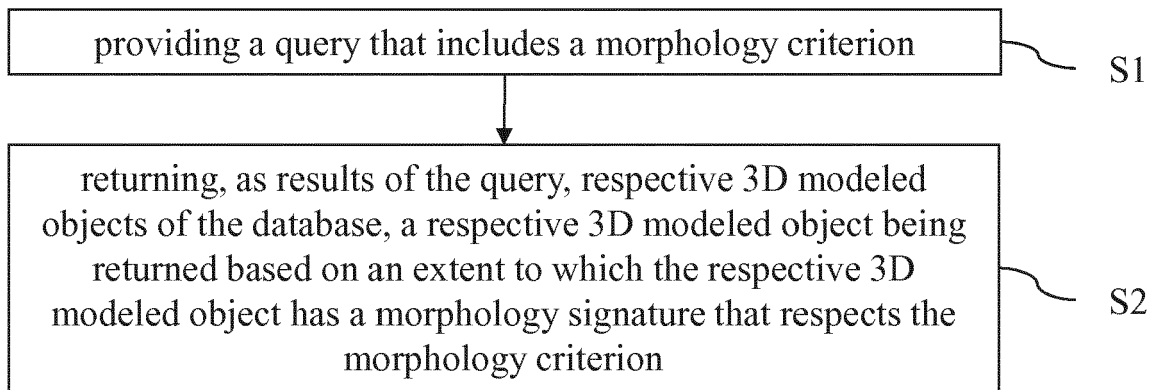 providing a query that includes a morphology criterion
S1
returning, as results of the query, respective 3D modeled
objects of the database, a respective 3D modeled object being
returned based on an extent to which the respective 3D
modeled object has a morphology signature that respects the
morphology criterion
S2